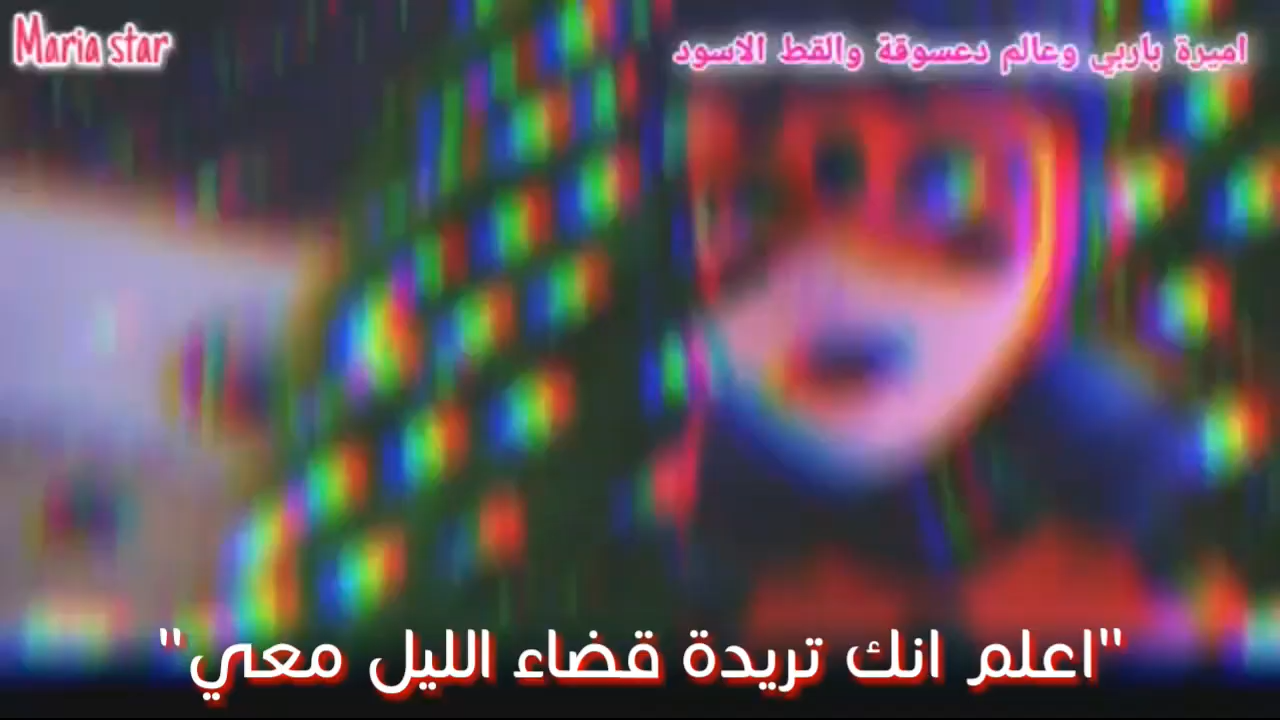 Maria star
اميرة باربي وعالم دعسوقة والقط الاسود
"اعلم انك تريدة قضاء الليل معي"